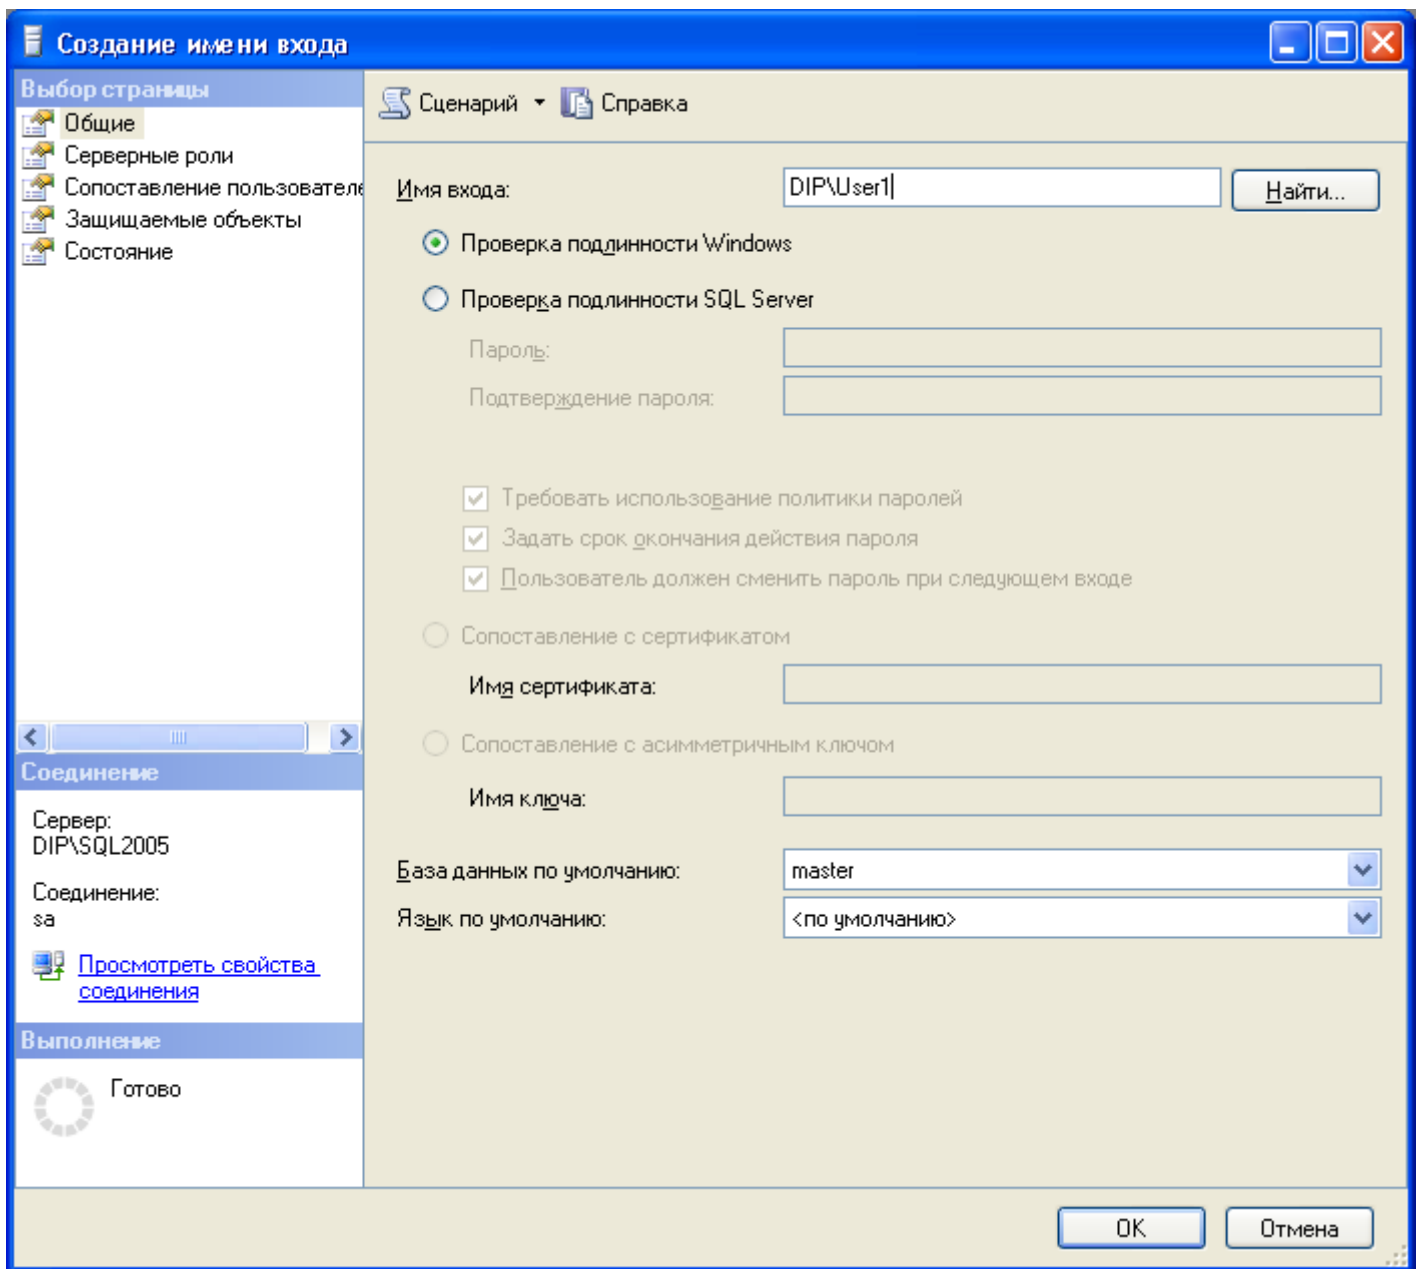 Создание имени входа
Выбор страницы
Общие
Серверные роли
Сопоставление пользователе
Защищаемые объекты
Состояние
Сценарий
Справка
Имя входа:
DIP\User1
Найти...
Проверка подлинности Windows
Проверка подлинности SQL Server
Пароль:
Подтверждение пароля:
Требовать использование политики паролей
Задать срок окончания действия пароля
Пользователь должен сменить пароль при следующем входе
Сопоставление с сертификатом
Имя сертификата:
Сопоставление с асимметричным ключом
Имя ключа:
База данных по умолчанию:
master
Язык по умолчанию:
<по умолчанию>
Соединение
Сервер:
DIP\SQL2005
Соединение:
sa
Просмотреть свойства
соединения
Выполнение
Готово
OK
Отмена